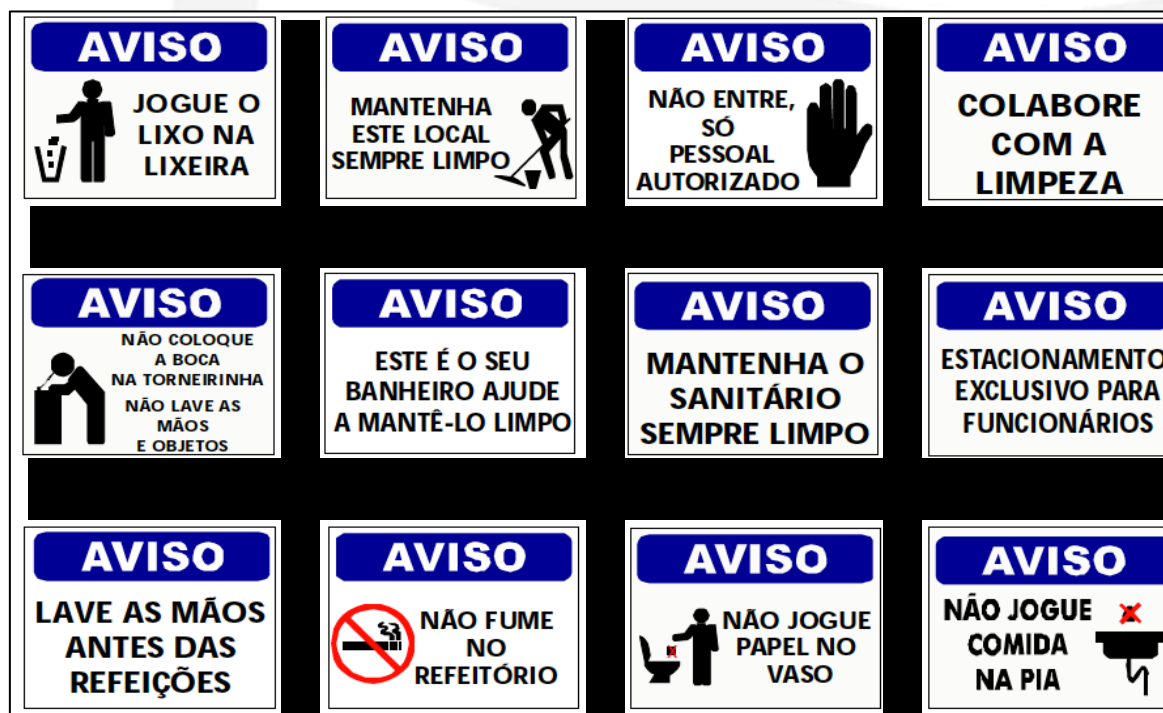 AVISO
JOGUE O
LIXO NA
LIXEIRA
AVISO
MANTENHA
ESTE LOCAL
SEMPRE LIMPO
AVISO
NÃO ENTRE,
SÓ
PESSOAL
AUTORIZADO
AVISO
COLABORE
COM A
LIMPEZA
AVISO
NÃO COLOQUE
A BOCA
NA TORNEIRINHA
NÃO LAVE AS
MÃOS
E OBJETOS
AVISO
ESTE É O SEU
BANHEIRO AJUDE
A MANTÊ-LO LIMPO
AVISO
MANTENHA O
SANITÁRIO
SEMPRE LIMPO
AVISO
ESTACIONAMENTO
EXCLUSIVO PARA
FUNCIONÁRIOS
AVISO
LAVE AS MÃOS
ANTES DAS
REFEIÇÕES
AVISO
NÃO FUME
NO
REFEITÓRIO
AVISO
NÃO JOGUE
PAPEL NO
VASO
AVISO
NÃO JOGUE
COMIDA
NA PIA